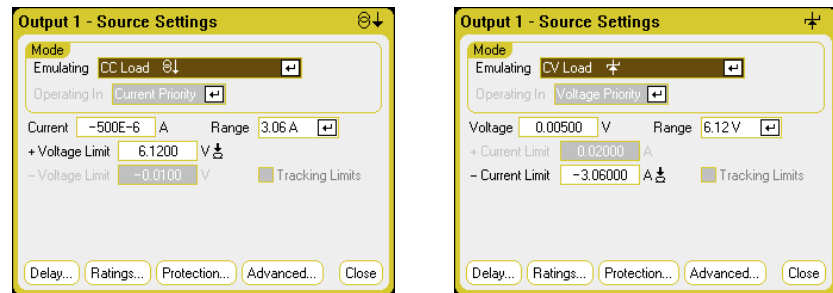 Output 1 - Source Settings
Mode
Emulating CC Load
Operating In Current Priority
Current -500E-6 A Range 3.06 A
+ Voltage Limit 6.1200 V
- Voltage Limit -0.0100 V Tracking Limits
Delay... Ratings... Protection... Advanced... Close
Output 1 - Source Settings
Mode
Emulating CV Load
Operating In Voltage Priority
Voltage 0.00500 V Range 6.12 V
+ Current Limit 0.02000 A
- Current Limit -3.06000 A Tracking Limits
Delay... Ratings... Protection... Advanced... Close